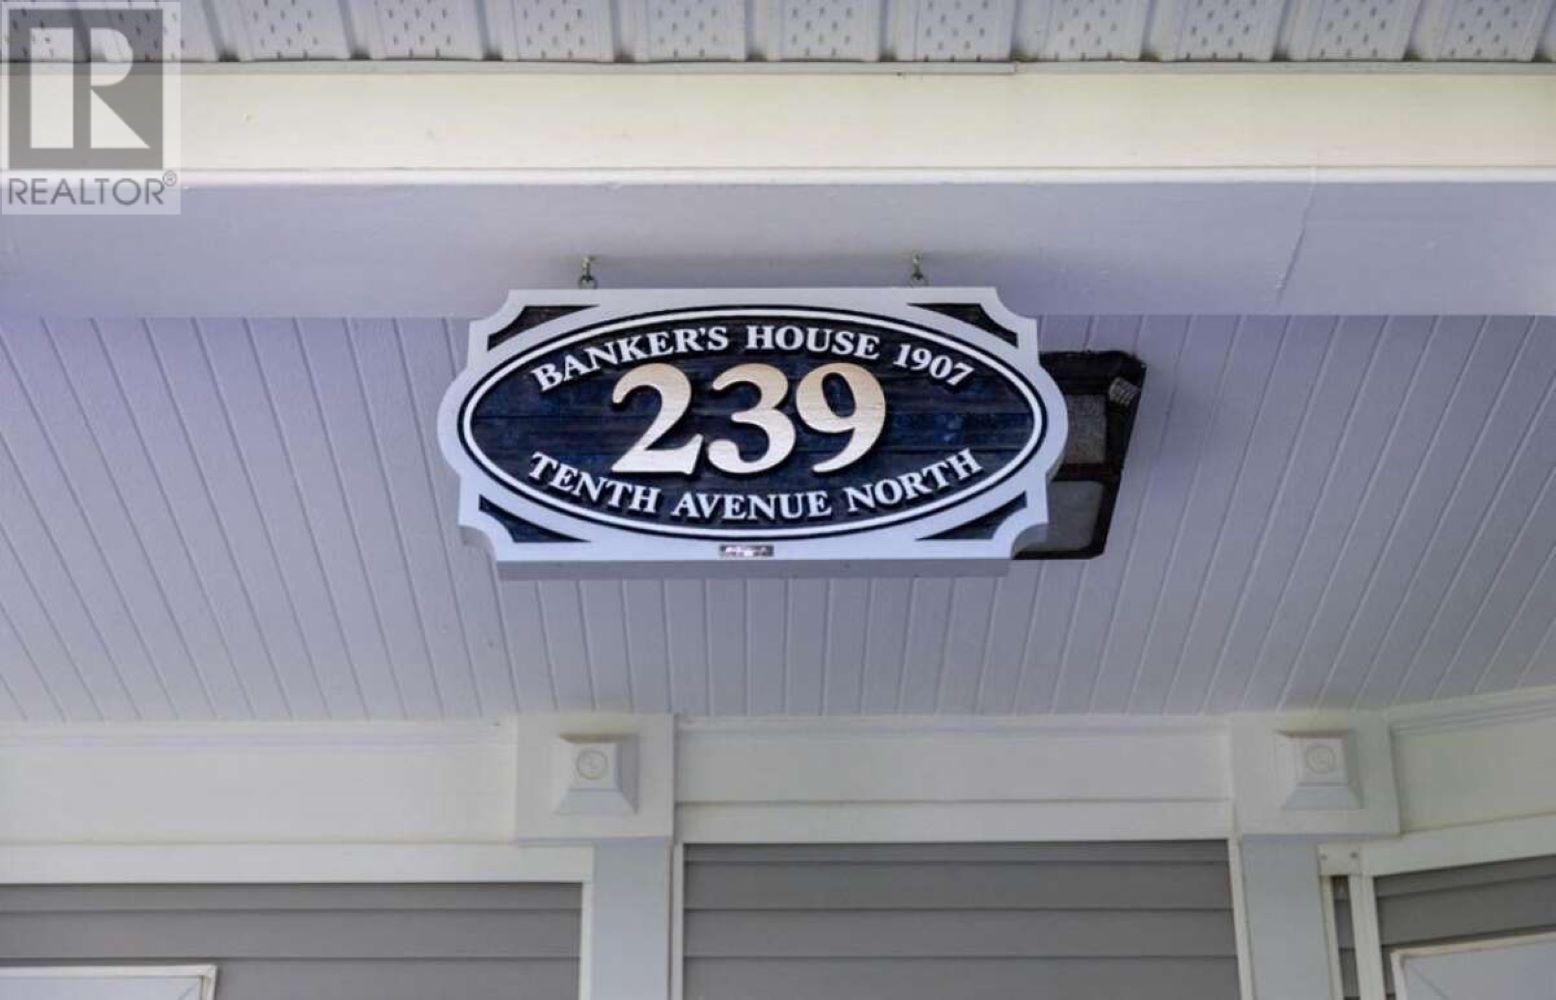 R
REALTOR®
BANKER'S HOUSE 1907
239
TENTH AVENUE NORTH